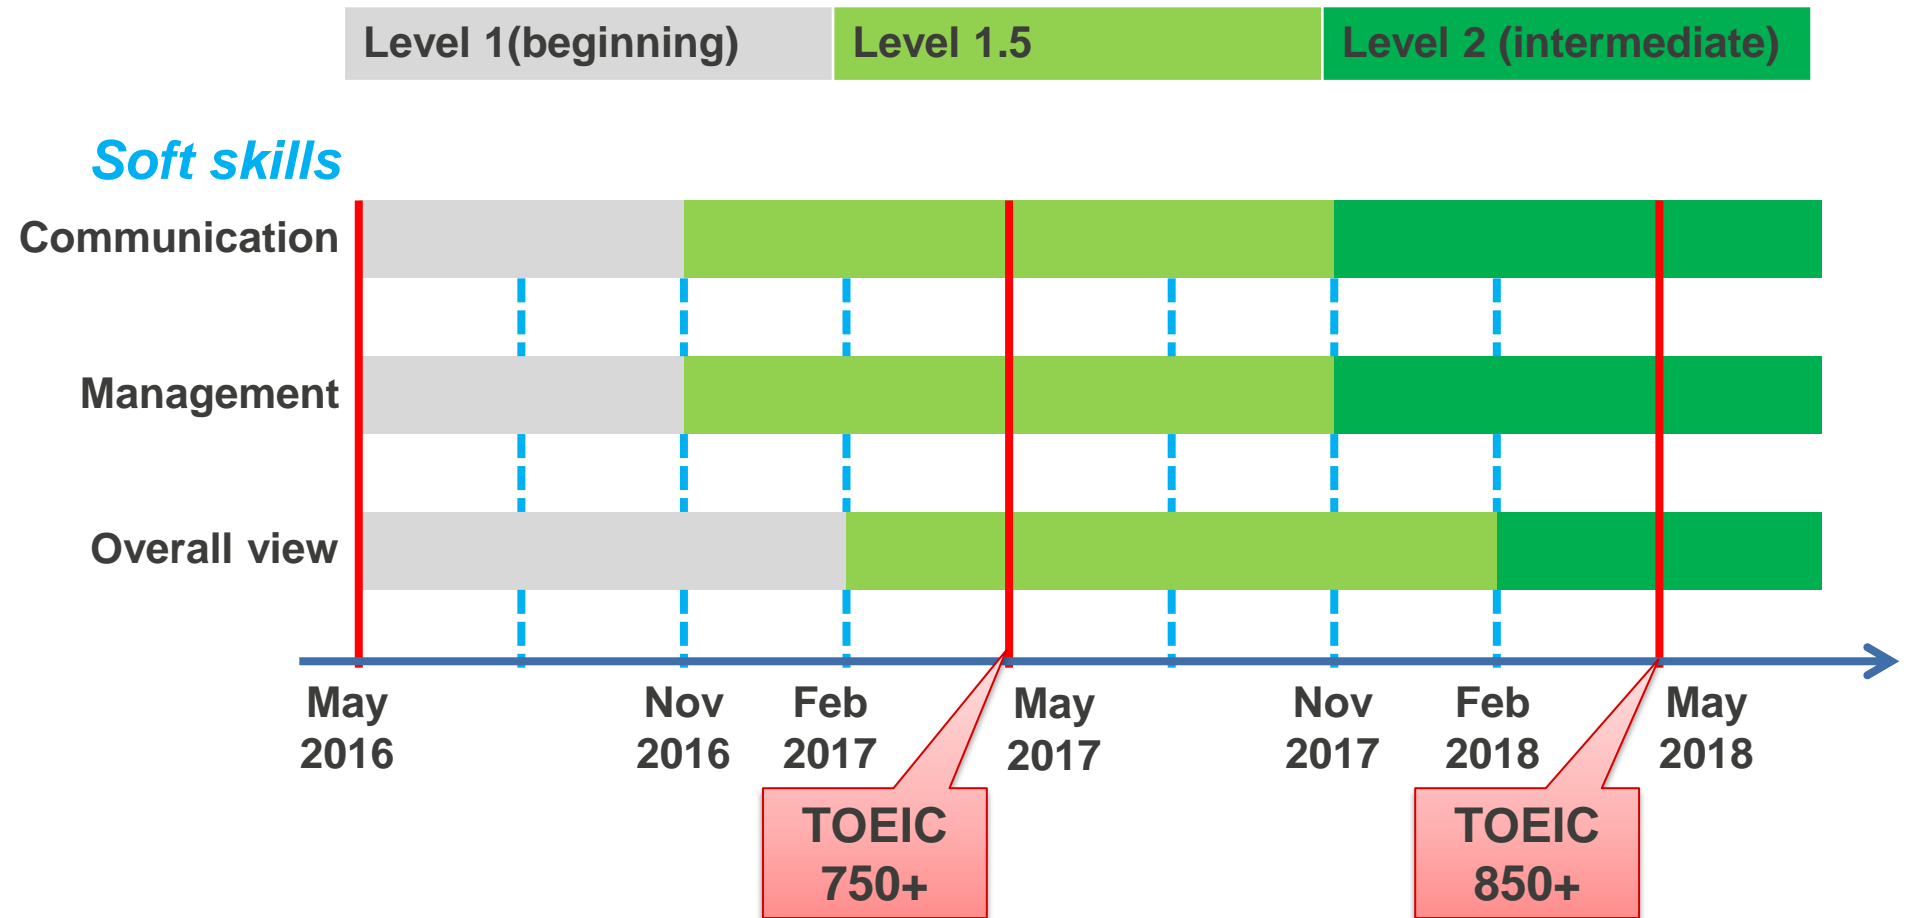 Level 1(beginning)
Level 1.5
Level 2 (intermediate)
Soft skills
Communication
Management
Overall view
May
2016
Nov
2016
Feb
2017
May
2017
Nov
2017
Feb
2018
May
2018
TOEIC
750+
TOEIC
850+